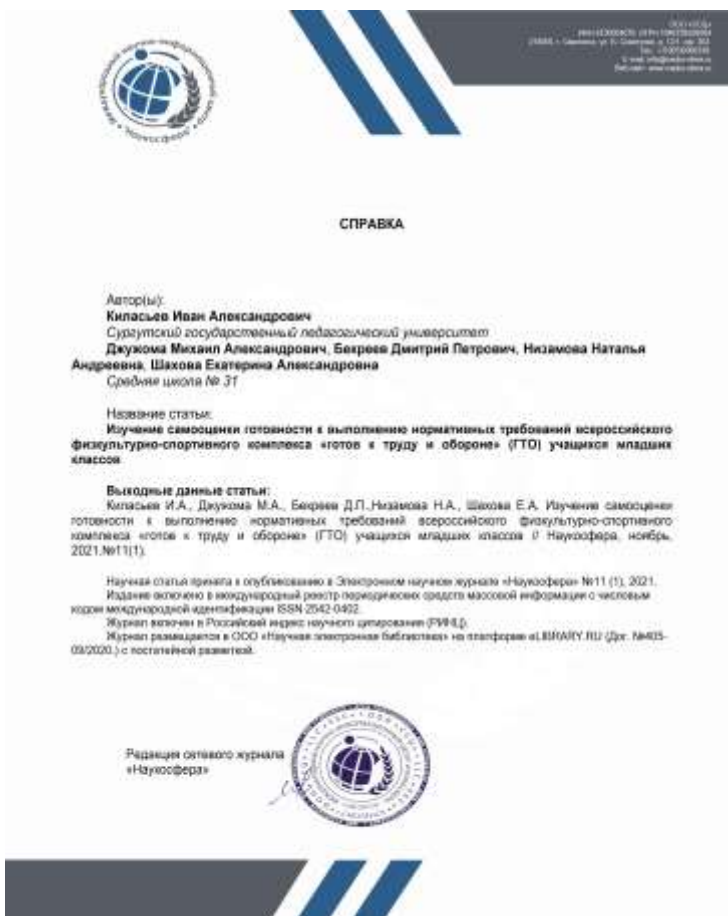 СПРАВКА
Автор(ы):
Киласьев Иван Александрович
Сургутский государственный педагогический университет
Джужома Михаил Александрович, Бекреев Дмитрий Петрович, Низамова Наталья
Андреевна, Шахова Екатерина Александровна
Средняя школа № 31
Название статьи:
Изучение самооценки готовности к выполнению нормативных требований всероссийского
физкультурно-спортивного комплекса «готов к труду и обороне» (ГТО) учащихся младших
классов
Выходные данные статьи:
Киласьев И.А., Джужома М.А., Бекреев Д.П.,Низамова Н.А., Шахова Е.А. Изучение самооценки
готовности к выполнению нормативных требований всероссийского физкультурно-спортивного
комплекса «готов к труду и обороне» (ГТО) учащихся младших классов // Наукосфера, ноябрь,
2021.№11(1).
Научная статья принята к опубликованию в Электронном научном журнале «Наукосфера» №11 (1), 2021.
Издание включено в международный реестр периодических средств массовой информации с числовым
кодом международной идентификации ISSN 2542-0402.
Журнал включен в Российский индекс научного цитирования (РИНЦ).
Журнал размещается в ООО «Научная электронная библиотека» на платформе eLIBRARY.RU (Дог. №405-
09/2020.) с постатейной разметкой.
Редакция сетевого журнала
«Наукосфера»